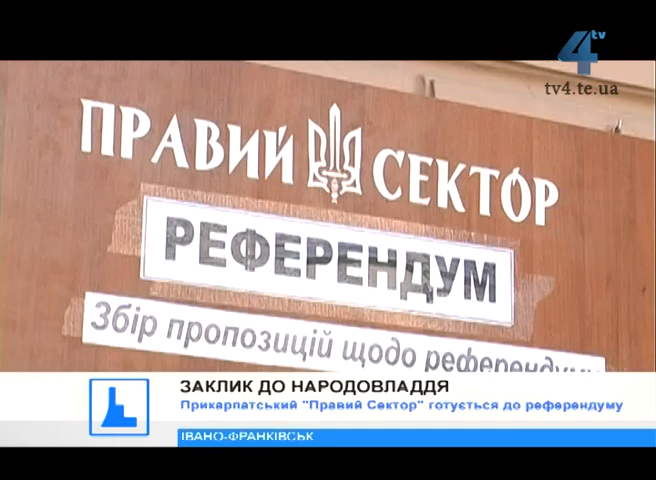 4tv
tv4.te.ua
ПРАВИЙ СЕКТОР
РЕФЕРЕНДУМ
Збір пропозицій щодо референдуму
ЗАКЛИК ДО НАРОДОВЛАДДЯ
Прикарпатський "Правий Сектор" готується до референдуму
ІВАНО-ФРАНКІВСЬК